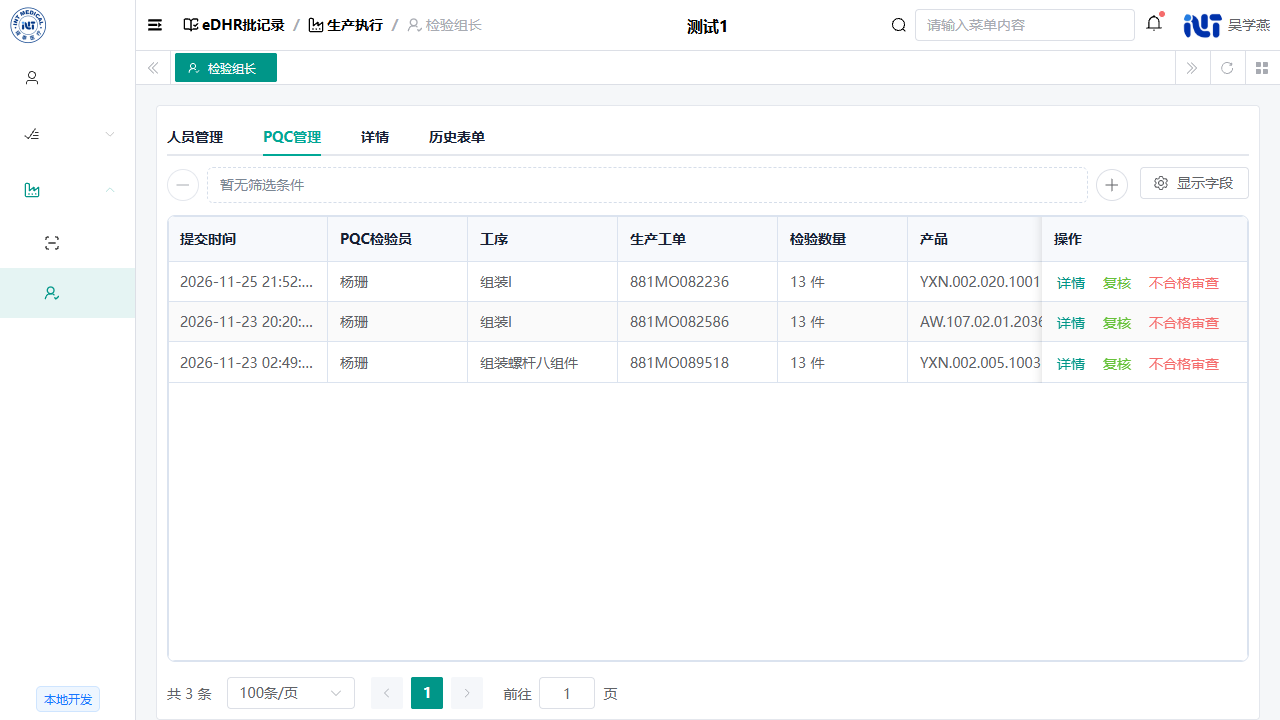 eDHR批记录 / 生产执行 / 检验组长
测试1
请输入菜单内容
吴学燕
检验组长
人员管理 PQC管理 详情 历史表单
暂无筛选条件
显示字段
提交时间 PQC检验员 工序 生产工单 检验数量 产品 操作
2026-11-25 21:52:... 杨珊 组装I 881MO082236 13 件 YXN.002.020.1001 详情 复核 不合格审查
2026-11-23 20:20:... 杨珊 组装I 881MO082586 13 件 AW.107.02.01.2036 详情 复核 不合格审查
2026-11-23 02:49:... 杨珊 组装螺杆八组件 881MO089518 13 件 YXN.002.005.1003 详情 复核 不合格审查
共 3 条 100条/页 1 前往 1 页
本地开发